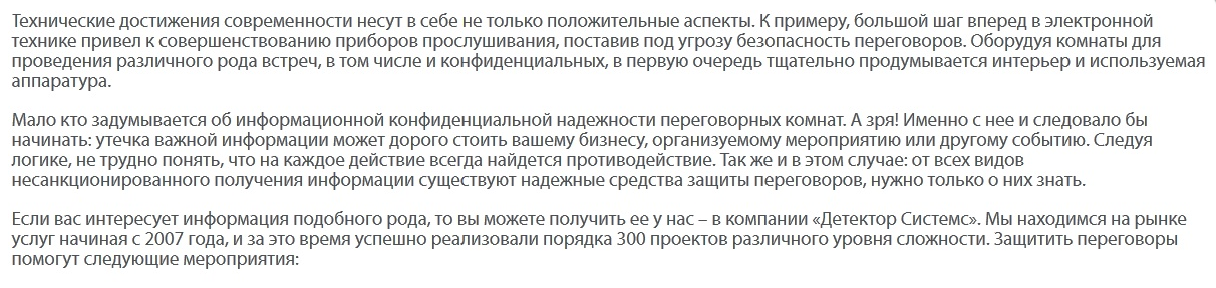 Технические достижения современности несут в себе не только положительные аспекты. К примеру, большой шаг вперед в электронной
технике привел к совершенствованию приборов прослушивания, поставив под угрозу безопасность переговоров. Оборудуя комнаты для
проведения различного рода встреч, в том числе и конфиденциальных, в первую очередь тщательно продумывается интерьер и используемая
аппаратура.
Мало кто задумывается об информационной конфиденциальной надежности переговорных комнат. А зря! Именно с нее и следовало бы
начинать: утечка важной информации может дорого стоить вашему бизнесу, организуемому мероприятию или другому событию. Следуя
логике, не трудно понять, что на каждое действие всегда найдется противодействие. Так же и в этом случае: от всех видов
несанкционированного получения информации существуют надежные средства защиты переговоров, нужно только о них знать.
Если вас интересует информация подобного рода, то вы можете получить ее у нас – в компании «Детектор Системс». Мы находимся на рынке
услуг начиная с 2007 года, и за это время успешно реализовали порядка 300 проектов различного уровня сложности. Защитить переговоры
помогут следующие мероприятия: